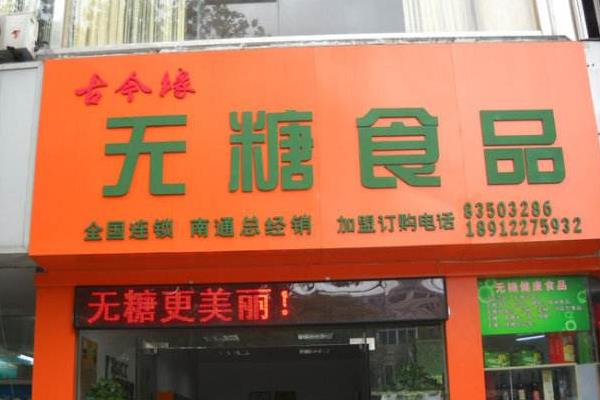 古今缘
无糖食品
全国连锁 南通总经销 加盟订购电话 83503286
18912275932
无糖更美丽！
无糖健康食品